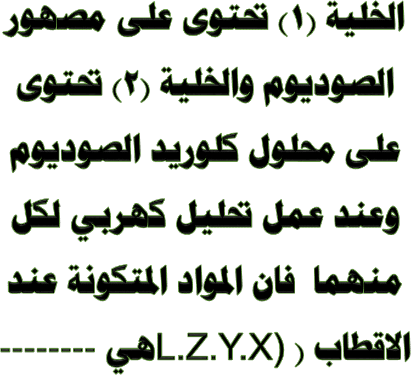 الخلية (١) تحتوى على مصهور
الصوديوم والخلية (٢) تحتوى
على محلول كلوريد الصوديوم
وعند عمل تحليل كهربي لكل
منهما فان المواد المتكونة عند
الاقطاب ( (L.Z.Y.Xهي --------